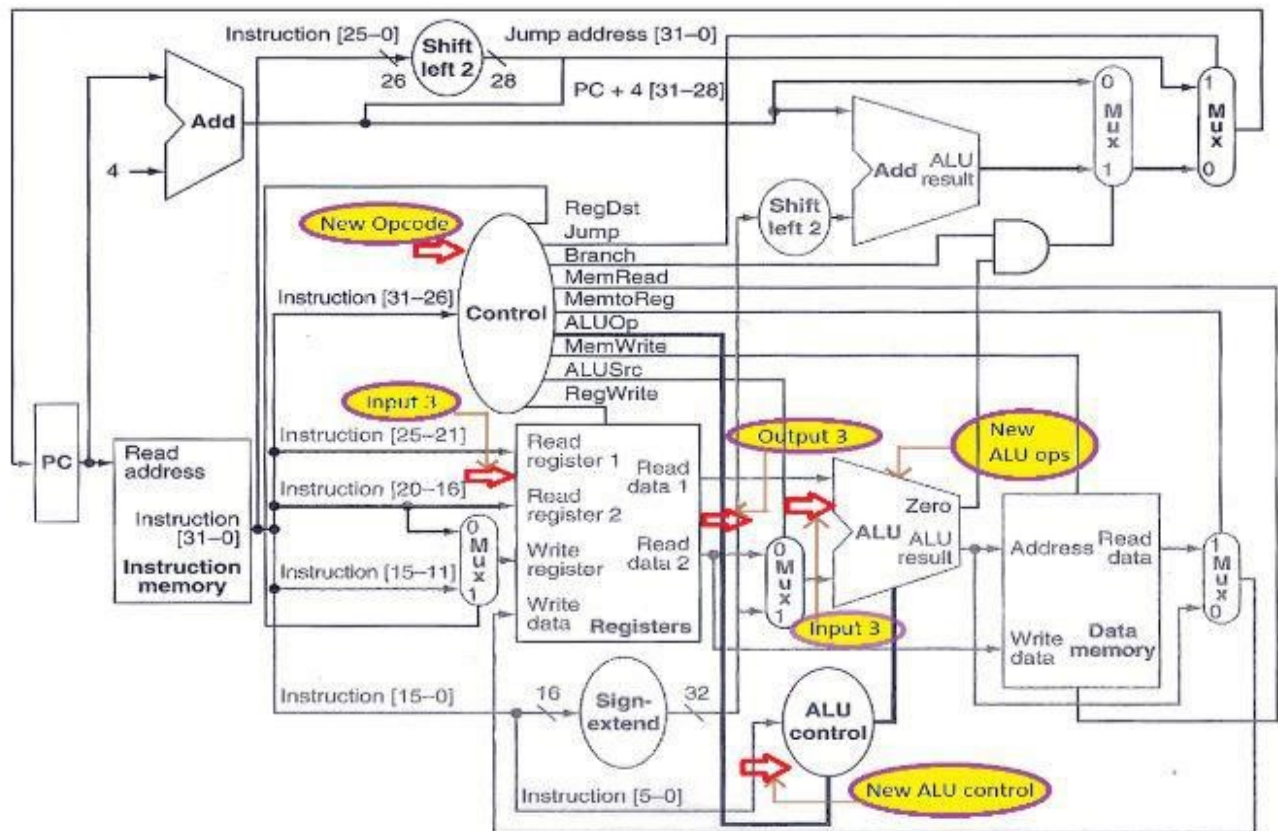 Instruction [25–0]
Shift
left 2
Jump address [31–0]
26
28
PC + 4 [31–28]
Add
4
0
Mux
1
1
Mux
0
Add
ALU
result
Shift
left 2
New Opcode
RegDst
Jump
Branch
MemRead
MemtoReg
ALUOp
MemWrite
ALUSrc
RegWrite
Instruction [31–26]
Control
Input 3
Output 3
New
ALU ops
PC
Read
address
Instruction
[31–0]
Instruction
memory
Instruction [25–21]
Instruction [20–16]
Instruction [15–11]
0
Mux
1
Read
register 1
Read
register 2
Write
register
Write
data
Read
data 1
Read
data 2
Registers
0
Mux
1
Input 3
Zero
ALU
ALU
result
Address
Read
data
Write
data
Data
memory
1
Mux
0
Instruction [15–0]
16
Sign-
extend
32
ALU
control
Instruction [5–0]
New ALU control